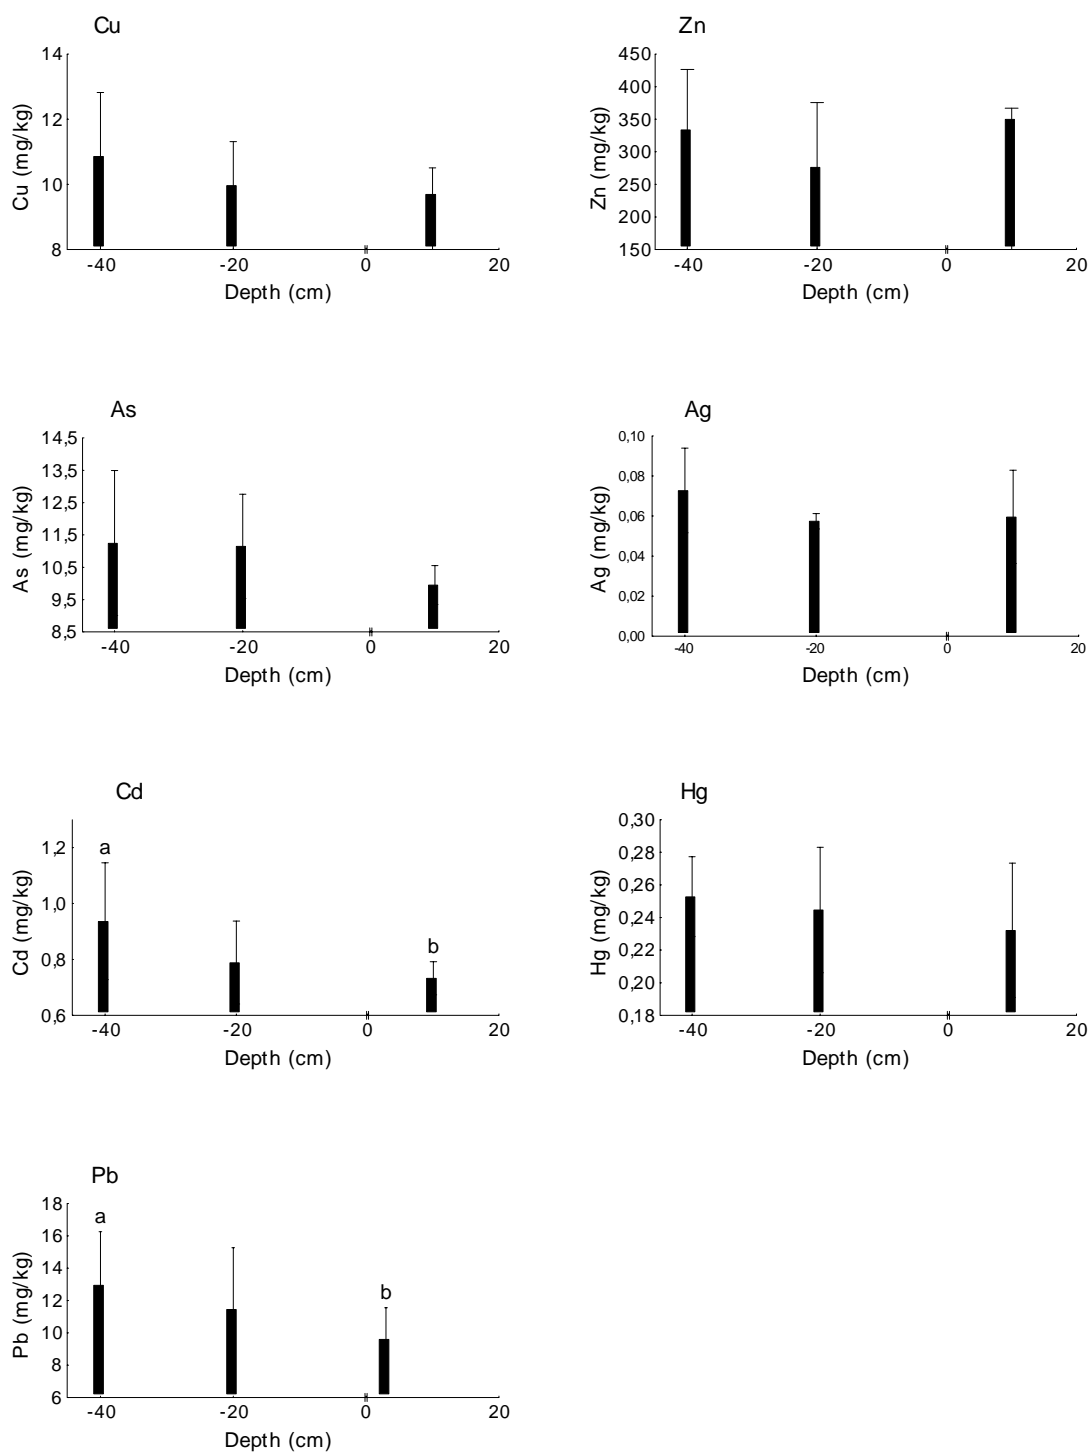 Cu
14
12
10
8
Cu (mg/kg)
-40 -20 0 20
Depth (cm)
Zn
450
400
350
300
250
200
150
Zn (mg/kg)
-40 -20 0 20
Depth (cm)
As
14,5
13,5
12,5
11,5
10,5
9,5
8,5
As (mg/kg)
-40 -20 0 20
Depth (cm)
Ag
0,10
0,08
0,06
0,04
0,02
0,00
Ag (mg/kg)
-40 -20 0 20
Depth (cm)
Cd
1,2
1,0
0,8
0,6
Cd (mg/kg)
a
b
-40 -20 0 20
Depth (cm)
Hg
0,30
0,28
0,26
0,24
0,22
0,20
0,18
Hg (mg/kg)
-40 -20 0 20
Depth (cm)
Pb
18
16
14
12
10
8
6
Pb (mg/kg)
a
b
-40 -20 0 20
Depth (cm)